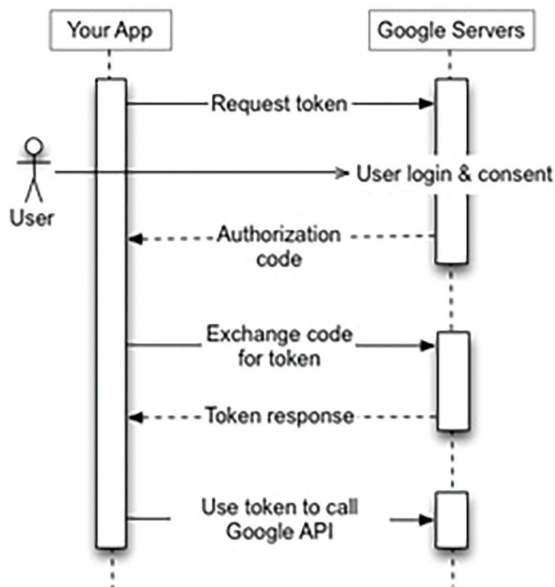 Your App
Google Servers
Request token
User login & consent
User
Authorization
code
Exchange code
for token
Token response
Use token to call
Google API